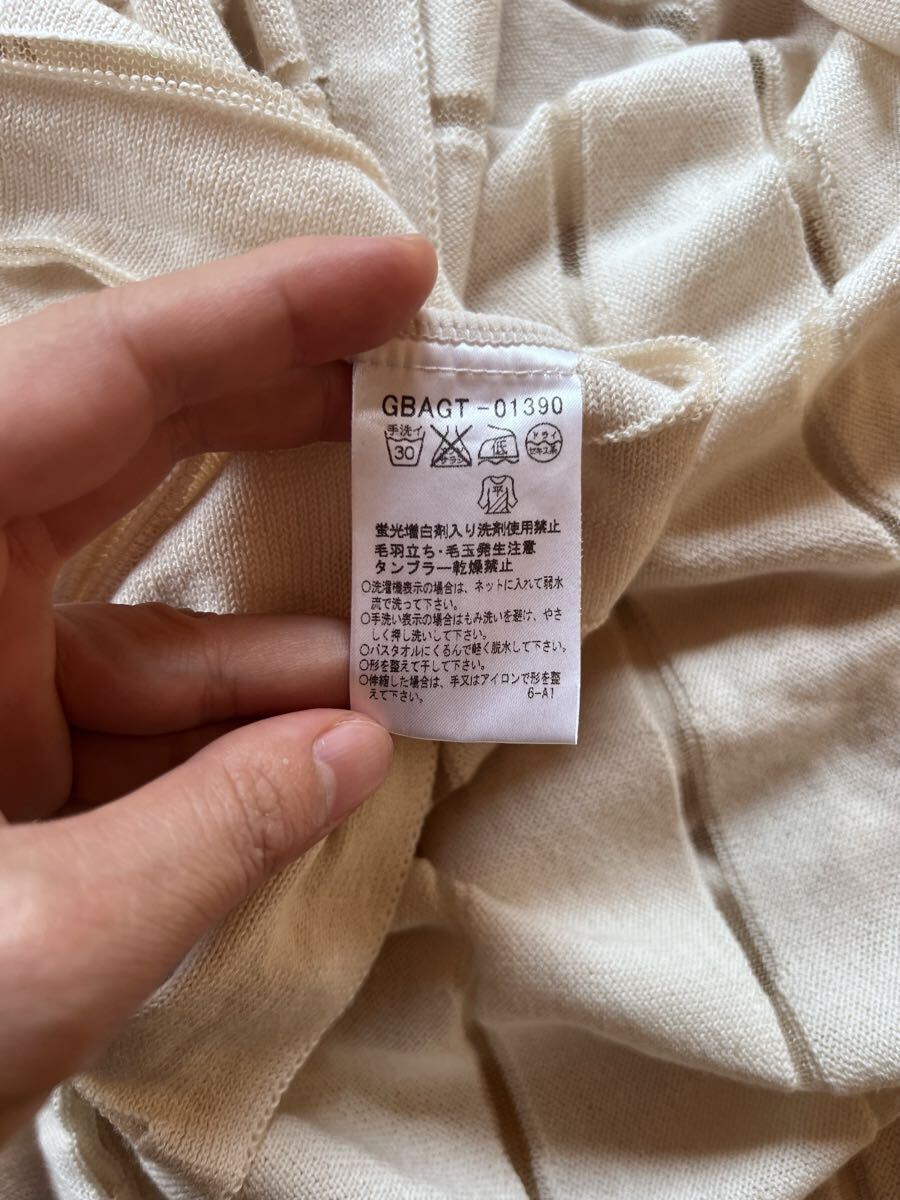 GBAGT-01390
手洗イ
30
エンソサラシ
低
ドライ
セキユ系
平
蛍光増白剤入り洗剤使用禁止
毛羽立ち・毛玉発生注意
タンブラー乾燥禁止
○洗濯機表示の場合は、ネットに入れて弱水
流で洗って下さい。
○手洗い表示の場合はもみ洗いを避け、やさ
しく押し洗いして下さい。
○バスタオルにくるんで軽く脱水して下さい。
○形を整えて干して下さい。
○伸縮した場合は、手又はアイロンで形を整
えて下さい。 6-A1